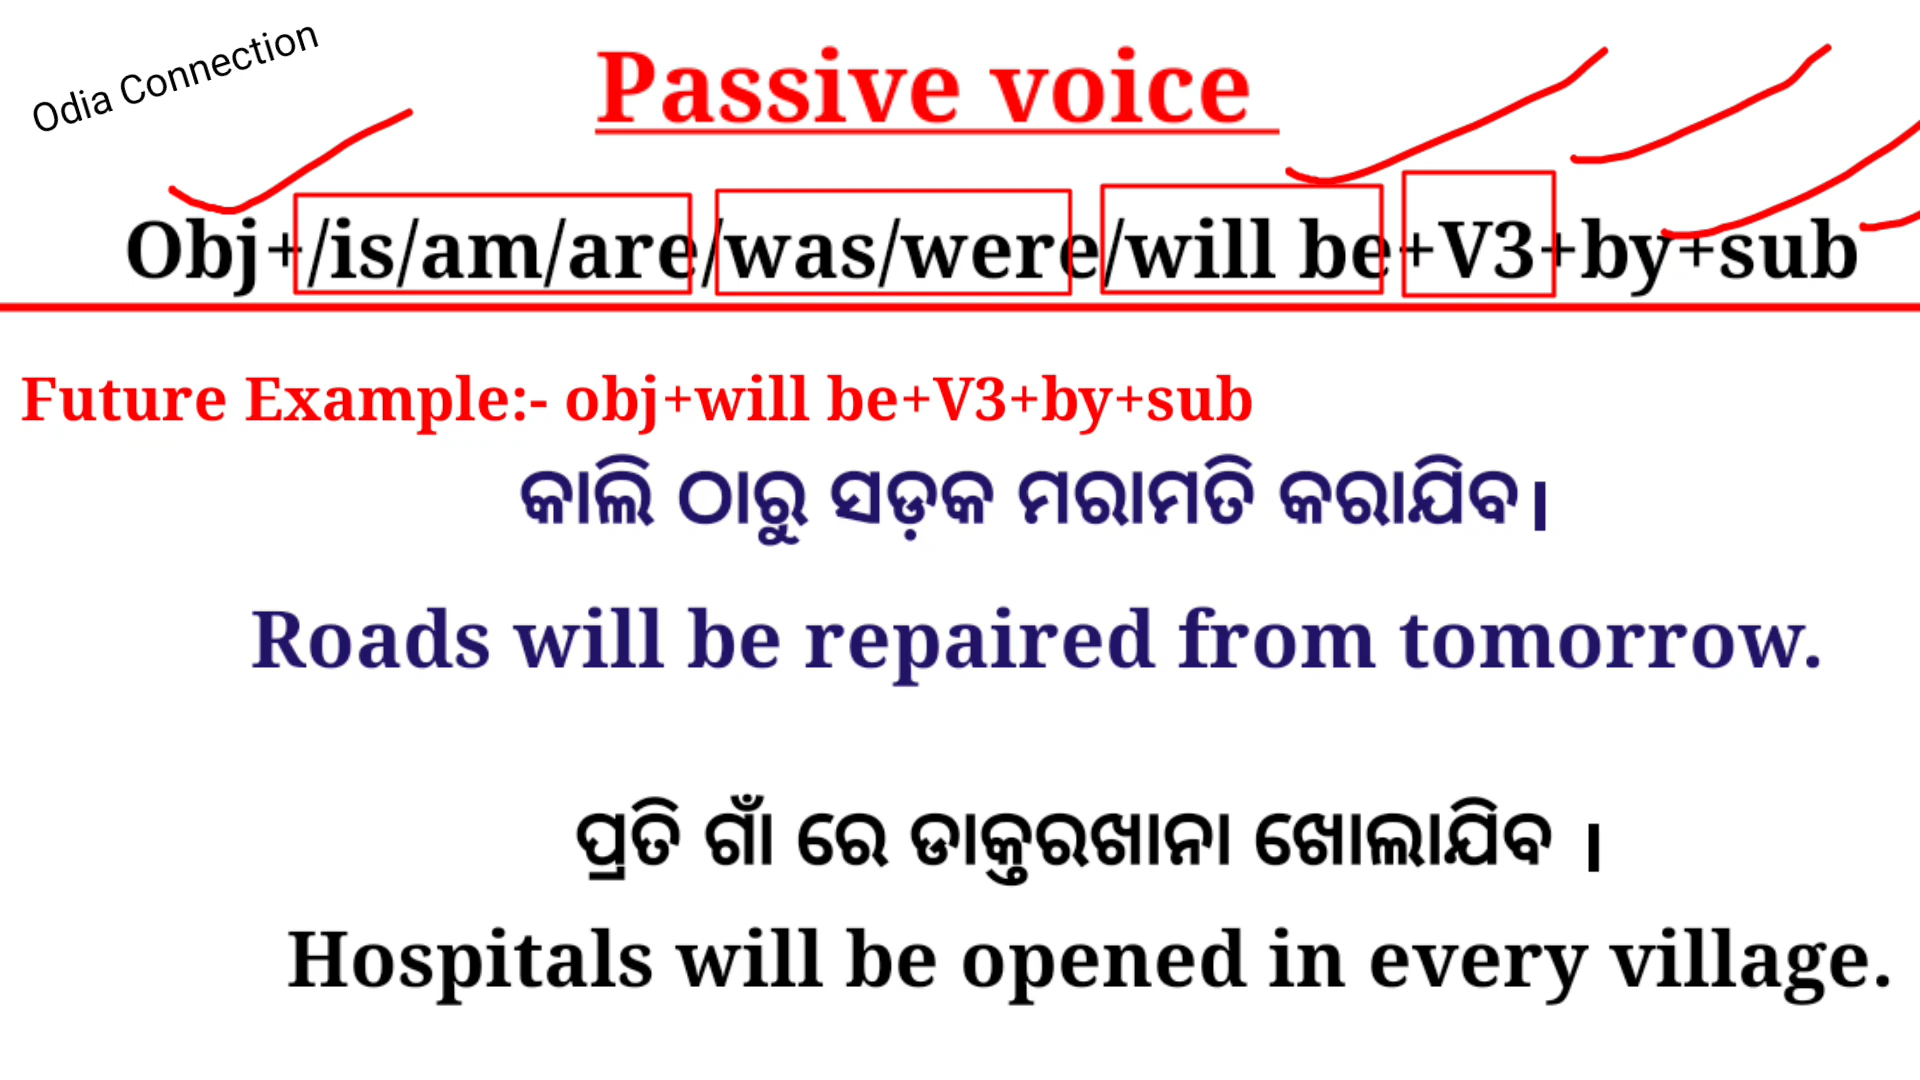 Odia Connection
Passive voice
Obj+/is/am/are/was/were/will be+V3+by+sub
Future Example:- obj+will be+V3+by+sub
କାଲି ଠାରୁ ସଡ଼କ ମରାମତି କରାଯିବ।
Roads will be repaired from tomorrow.
ପ୍ରତି ଗାଁ ରେ ଡାକ୍ତରଖାନା ଖୋଲାଯିବ ।
Hospitals will be opened in every village.